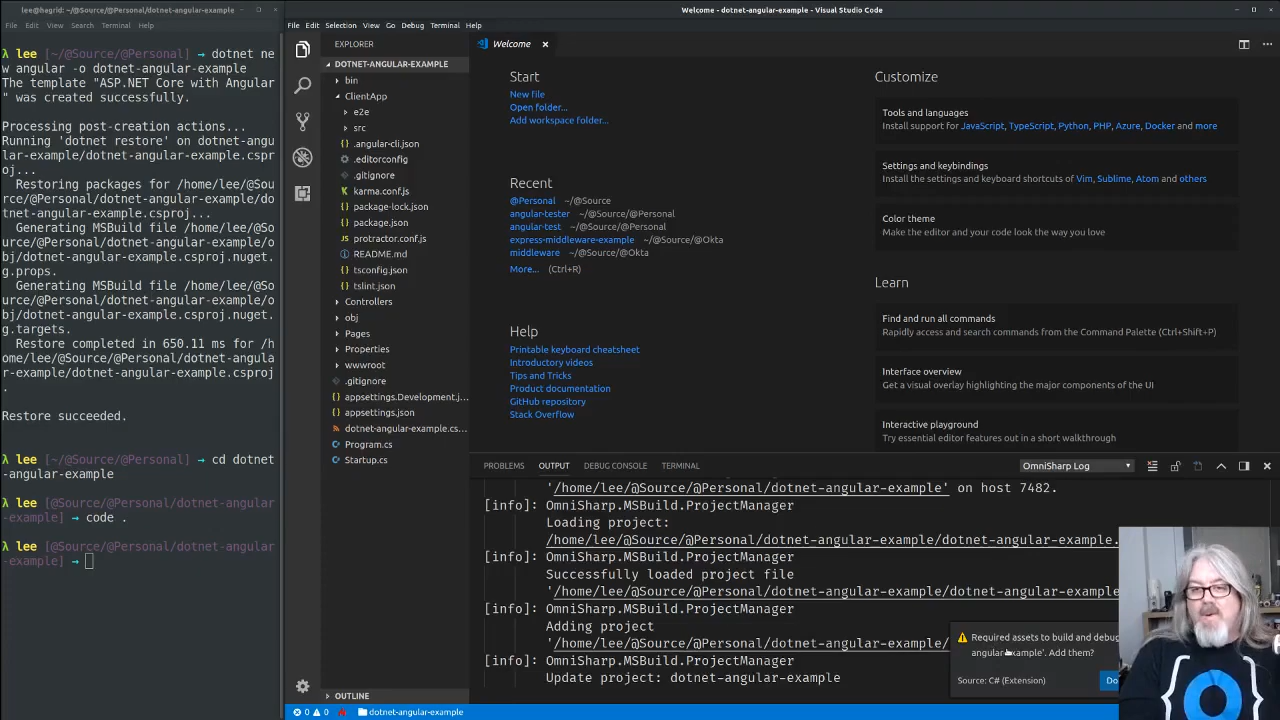 lee@hegrid: ~/@Source/@Personal/dotnet-angular-example
File Edit View Search Terminal Help
λ lee [~/@Source/@Personal] → dotnet ne
w angular -o dotnet-angular-example
The template "ASP.NET Core with Angular
" was created successfully.
Processing post-creation actions...
Running 'dotnet restore' on dotnet-angu
lar-example/dotnet-angular-example.cspr
oj...
Restoring packages for /home/lee/@Sou
rce/@Personal/dotnet-angular-example/do
tnet-angular-example.csproj...
Generating MSBuild file /home/lee/@So
urce/@Personal/dotnet-angular-example/o
bj/dotnet-angular-example.csproj.nuget.
g.props.
Generating MSBuild file /home/lee/@So
urce/@Personal/dotnet-angular-example/o
bj/dotnet-angular-example.csproj.nuget.
g.targets.
Restore completed in 650.11 ms for /h
ome/lee/@Source/@Personal/dotnet-angula
r-example/dotnet-angular-example.csproj
.
Restore succeeded.
λ lee [~/@Source/@Personal] → cd dotnet
-angular-example
λ lee [@Source/@Personal/dotnet-angular
-example] → code .
λ lee [@Source/@Personal/dotnet-angular
-example] →
Welcome - dotnet-angular-example - Visual Studio Code
File Edit Selection View Go Debug Terminal Help
EXPLORER
DOTNET-ANGULAR-EXAMPLE
bin
ClientApp
e2e
src
.angular-cli.json
.editorconfig
.gitignore
karma.conf.js
package-lock.json
package.json
protractor.conf.js
README.md
tsconfig.json
tslint.json
Controllers
obj
Pages
Properties
wwwroot
.gitignore
appsettings.Development.j...
appsettings.json
dotnet-angular-example.cs...
Program.cs
Startup.cs
OUTLINE
Welcome
Start
New file
Open folder...
Add workspace folder...
Recent
@Personal ~/@Source
angular-tester ~/@Source/@Personal
angular-test ~/@Source/@Personal
express-middleware-example ~/@Source/@Okta
middleware ~/@Source/@Okta
More... (Ctrl+R)
Help
Printable keyboard cheatsheet
Introductory videos
Tips and Tricks
Product documentation
GitHub repository
Stack Overflow
Customize
Tools and languages
Install support for JavaScript, TypeScript, Python, PHP, Azure, Docker and more
Settings and keybindings
Install the settings and keyboard shortcuts of Vim, Sublime, Atom and others
Color theme
Make the editor and your code look the way you love
Learn
Find and run all commands
Rapidly access and search commands from the Command Palette (Ctrl+Shift+P)
Interface overview
Get a visual overlay highlighting the major components of the UI
Interactive playground
Try essential editor features out in a short walkthrough
PROBLEMS OUTPUT DEBUG CONSOLE TERMINAL
OmniSharp Log
'/home/lee/@Source/@Personal/dotnet-angular-example' on host 7482.
[info]: OmniSharp.MSBuild.ProjectManager
Loading project:
/home/lee/@Source/@Personal/dotnet-angular-example/dotnet-angular-example.
[info]: OmniSharp.MSBuild.ProjectManager
Successfully loaded project file
'/home/lee/@Source/@Personal/dotnet-angular-example/dotnet-angular-example
[info]: OmniSharp.MSBuild.ProjectManager
Adding project
'/home/lee/@Source/@Personal/dotnet-angular-example/
[info]: OmniSharp.MSBuild.ProjectManager
Update project: dotnet-angular-example
Required assets to build and debug
angular-example'. Add them?
Source: C# (Extension)
Do
0 0 dotnet-angular-example